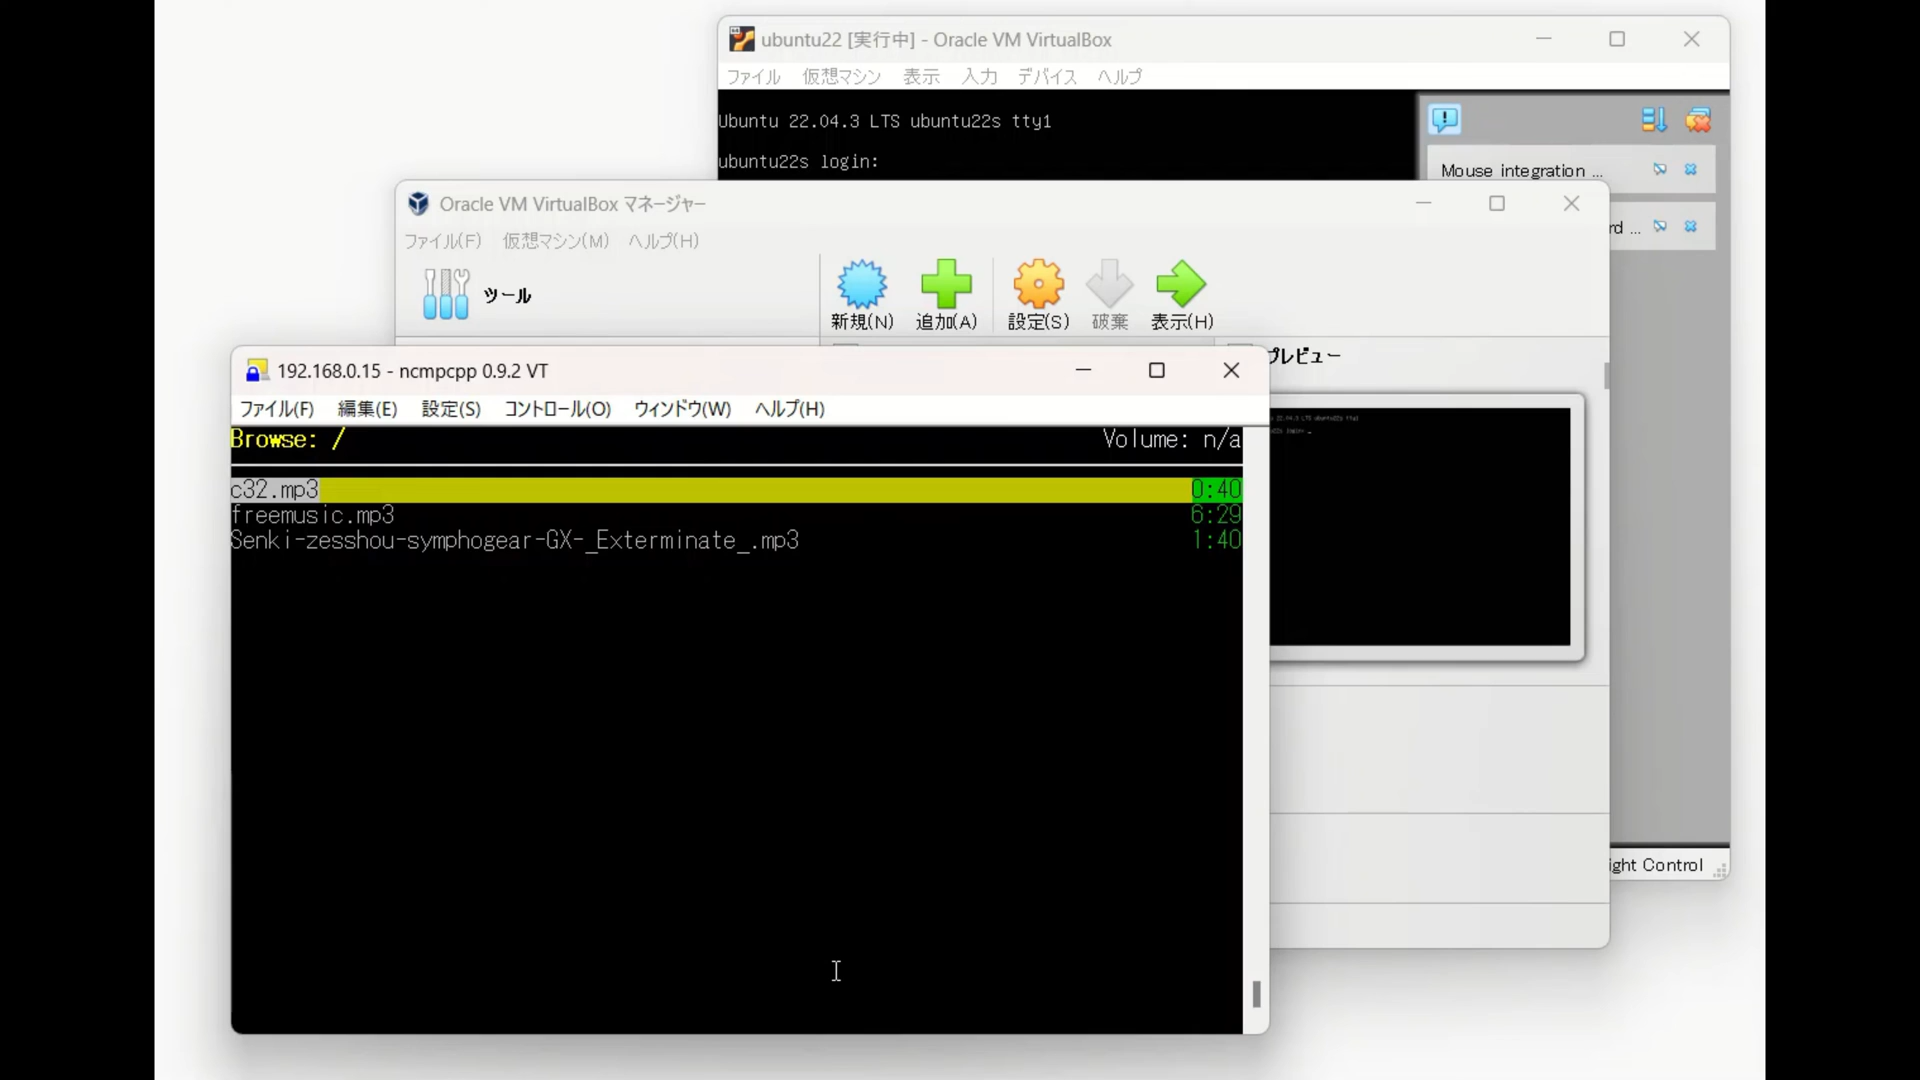 ubuntu22 [実行中] - Oracle VM VirtualBox
ファイル 仮想マシン 表示 入力 デバイス ヘルプ
Ubuntu 22.04.3 LTS ubuntu22s tty1
ubuntu22s login:
Mouse integration ...
rd ...
Oracle VM VirtualBox マネージャー
ファイル(F) 仮想マシン(M) ヘルプ(H)
ツール
新規(N) 追加(A) 設定(S) 破棄 表示(H)
プレビュー
192.168.0.15 - ncmpcpp 0.9.2 VT
ファイル(F) 編集(E) 設定(S) コントロール(O) ウィンドウ(W) ヘルプ(H)
Browse: / Volume: n/a
c32.mp3 0:40
freemusic.mp3 6:29
Senki-zesshou-symphogear-GX-_Exterminate_.mp3 1:40
ight Control